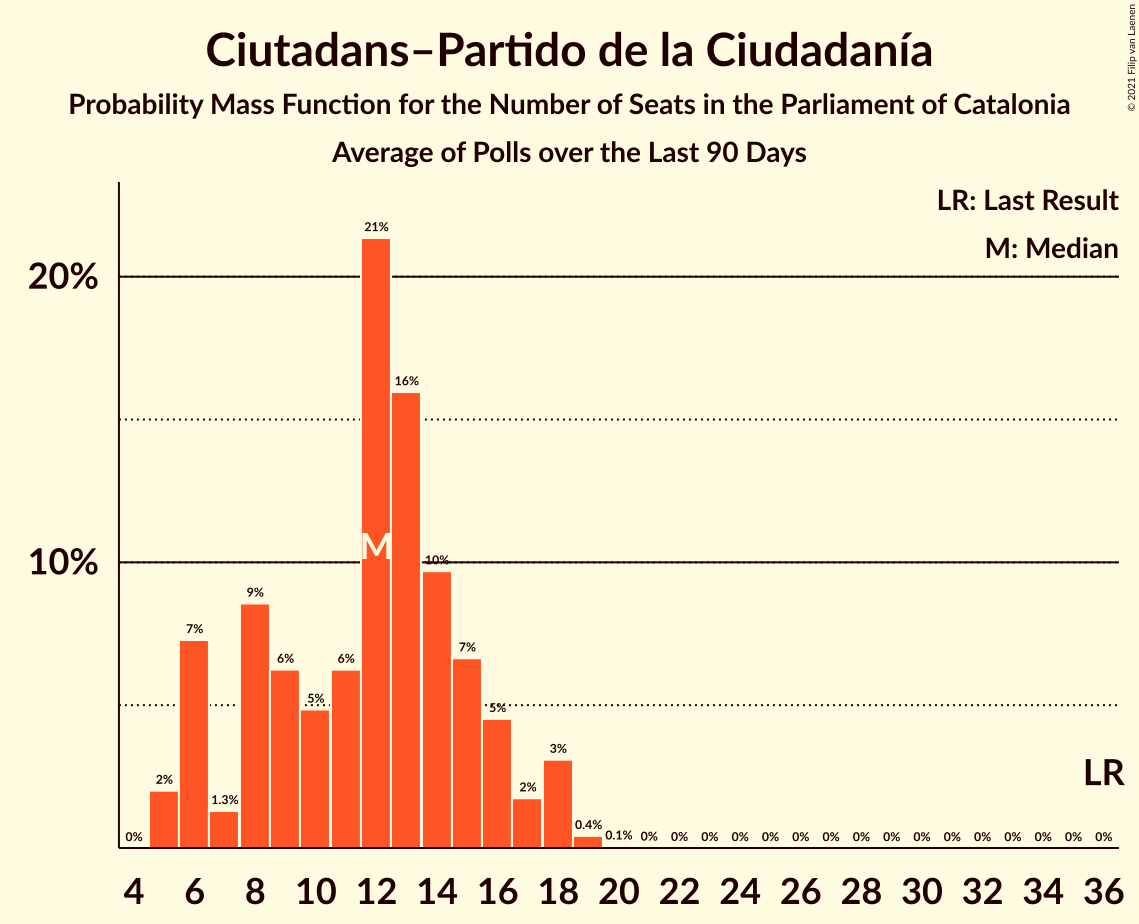 Ciutadans–Partido de la Ciudadanía
Probability Mass Function for the Number of Seats in the Parliament of Catalonia
Average of Polls over the Last 90 Days
© 2021 Filip van Laenen
LR: Last Result
M: Median
20%
10%
0% 2% 7% 1.3% 9% 6% 5% 6% 21% 16% 10% 7% 5% 2% 3% 0.4% 0.1% 0% 0% 0% 0% 0% 0% 0% 0% 0% 0% 0% 0% 0% 0% 0% 0%
M
LR
4 6 8 10 12 14 16 18 20 22 24 26 28 30 32 34 36